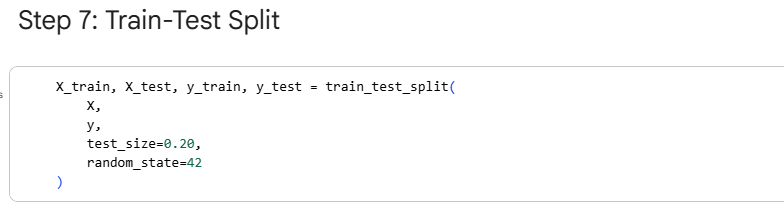 Step 7: Train-Test Split
X_train, X_test, y_train, y_test = train_test_split(
X,
y,
test_size=0.20,
random_state=42
)